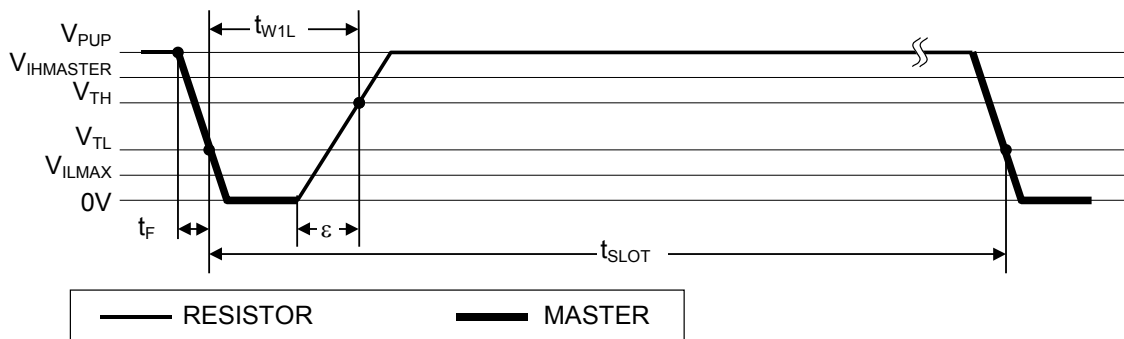 t_W1L
V_PUP
V_IHMASTER
V_TH
V_TL
V_ILMAX
0V
t_F
ε
t_SLOT
RESISTOR MASTER